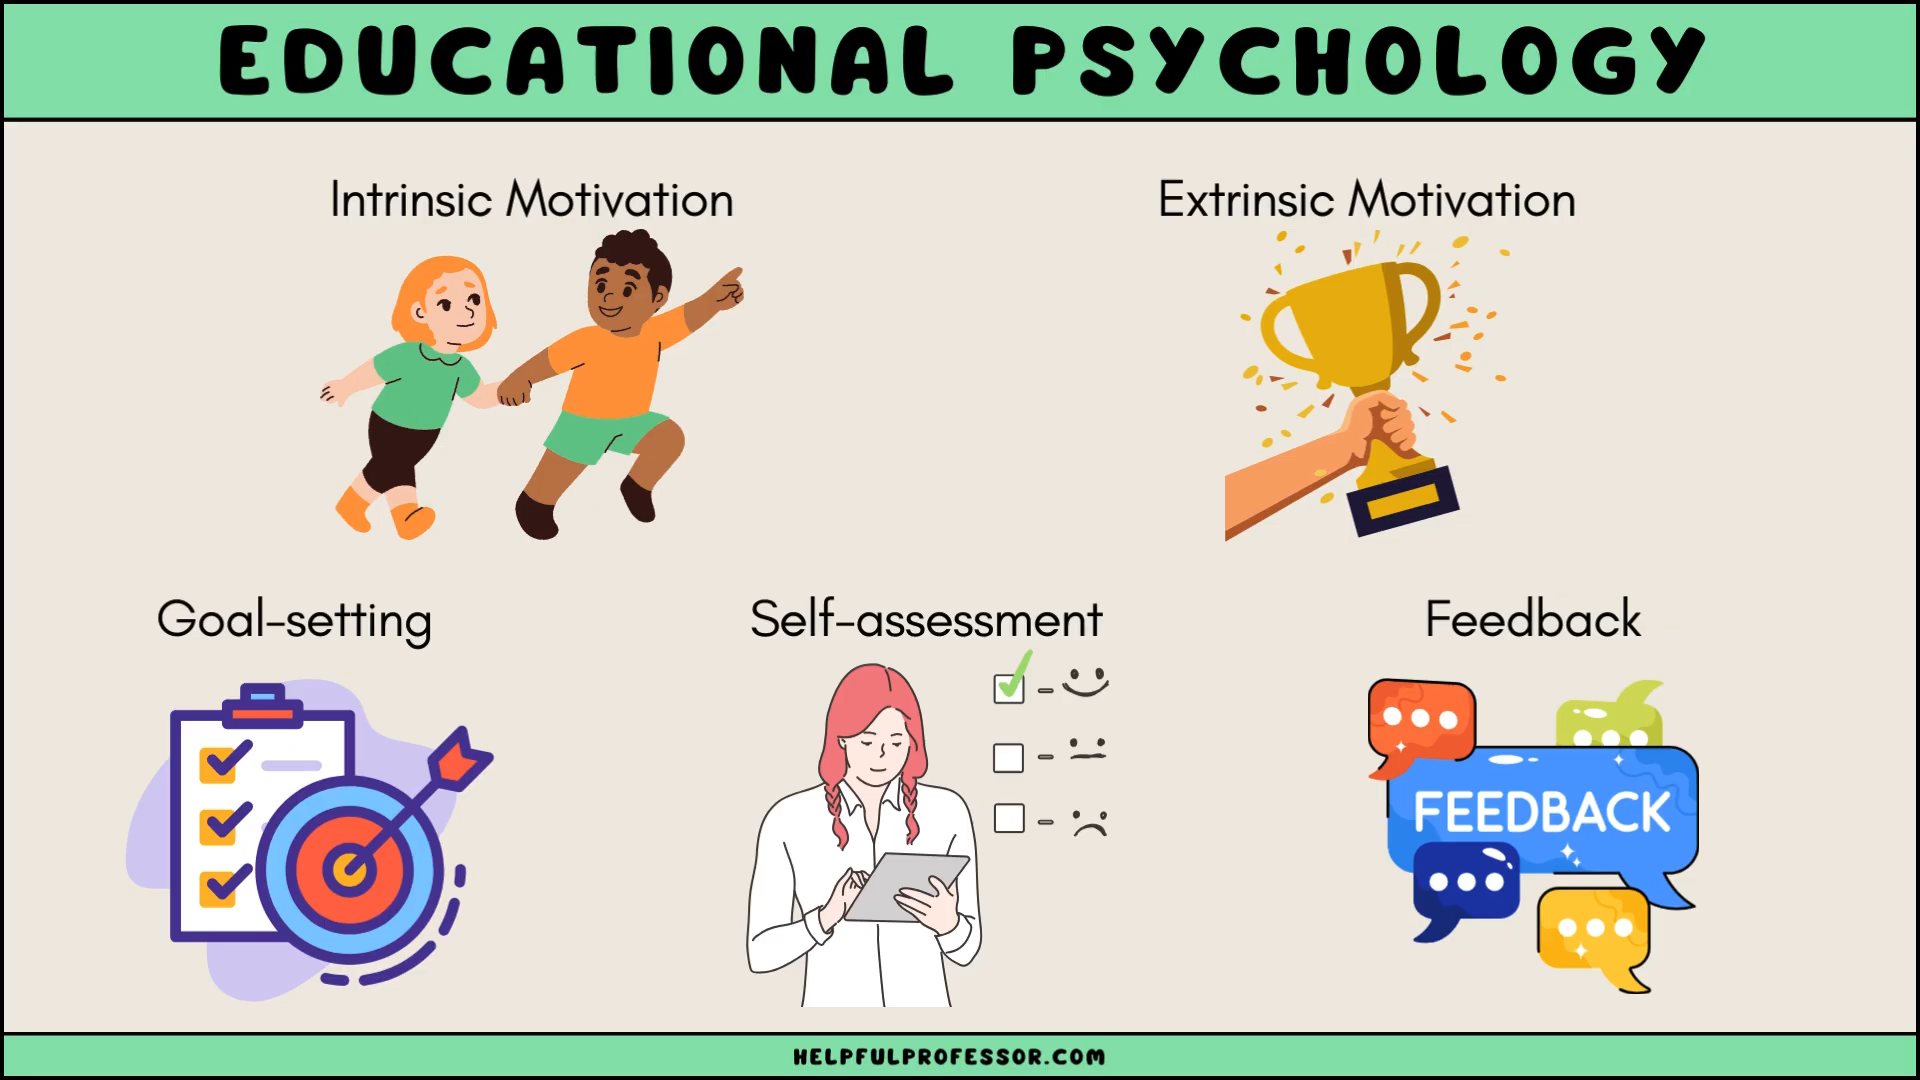 EDUCATIONAL PSYCHOLOGY
Intrinsic Motivation
Extrinsic Motivation
Goal-setting
Self-assessment
Feedback
FEEDBACK
HELPFULPROFESSOR.COM